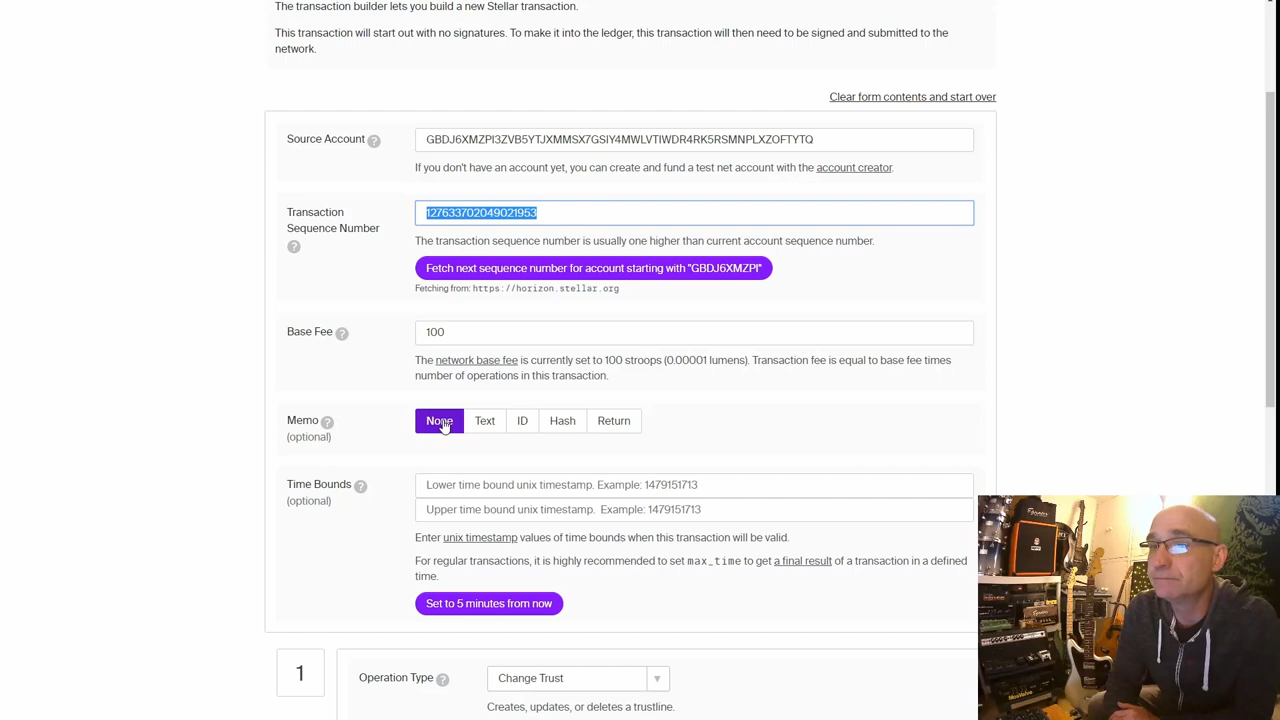 The transaction builder lets you build a new Stellar transaction.
This transaction will start out with no signatures. To make it into the ledger, this transaction will then need to be signed and submitted to the
network.
Clear form contents and start over
Source Account ?
GBDJ6XMZPI3ZVB5YTJXMMSX7GSIY4MWLVTIWDR4RK5RSMNPLXZOFTYTQ
If you don't have an account yet, you can create and fund a test net account with the account creator.
Transaction
Sequence Number
?
127633702049021953
The transaction sequence number is usually one higher than current account sequence number.
Fetch next sequence number for account starting with "GBDJ6XMZPI"
Fetching from: https://horizon.stellar.org
Base Fee ?
100
The network base fee is currently set to 100 stroops (0.00001 lumens). Transaction fee is equal to base fee times
number of operations in this transaction.
Memo ?
(optional)
None Text ID Hash Return
Time Bounds ?
(optional)
Lower time bound unix timestamp. Example: 1479151713
Upper time bound unix timestamp. Example: 1479151713
Enter unix timestamp values of time bounds when this transaction will be valid.
For regular transactions, it is highly recommended to set max_time to get a final result of a transaction in a defined
time.
Set to 5 minutes from now
1
Operation Type ?
Change Trust
Creates, updates, or deletes a trustline.